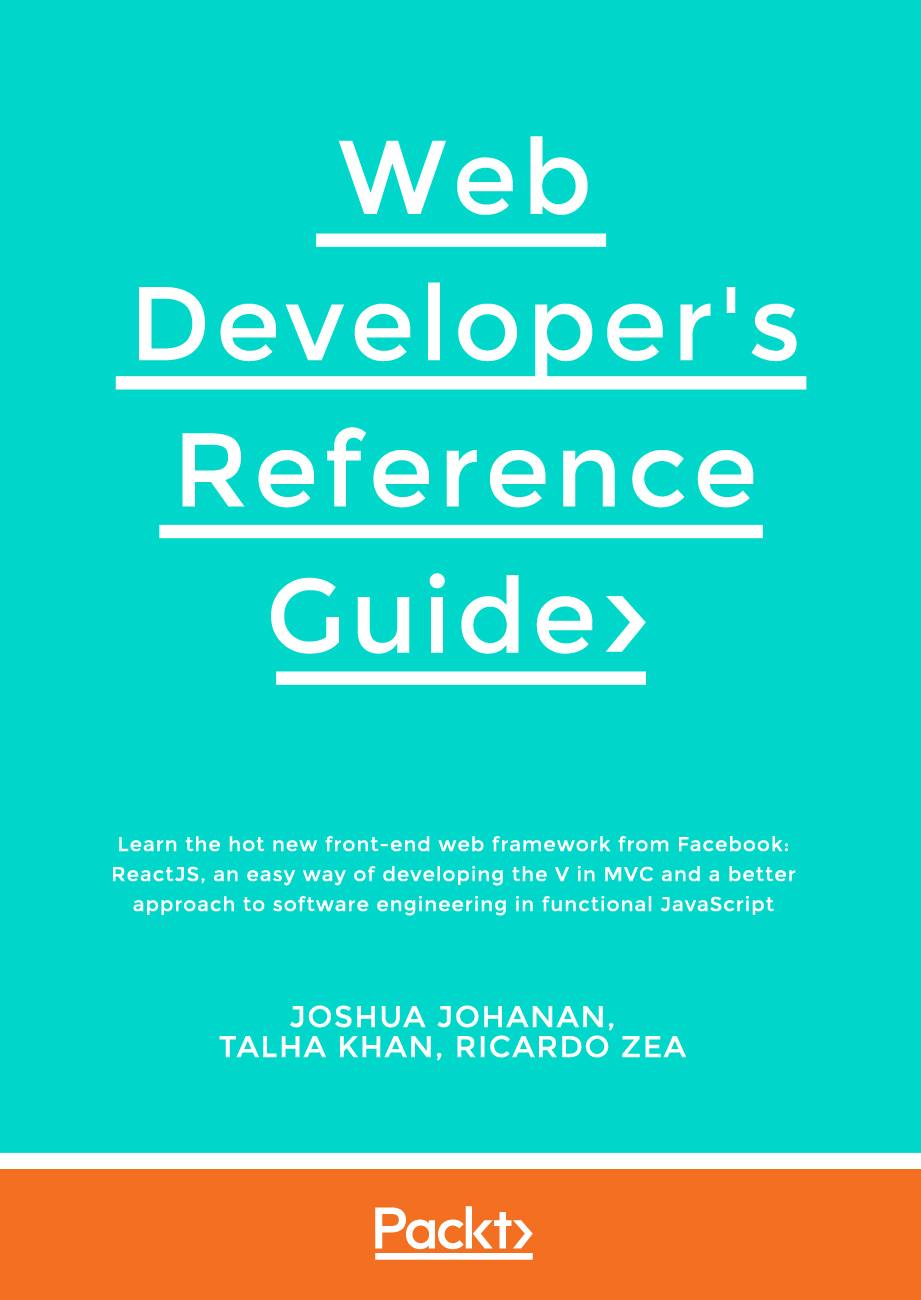 Web
Developer's
Reference
Guide>
Learn the hot new front-end web framework from Facebook:
ReactJS, an easy way of developing the V in MVC and a better
approach to software engineering in functional JavaScript
JOSHUA JOHANAN,
TALHA KHAN, RICARDO ZEA
Packt>